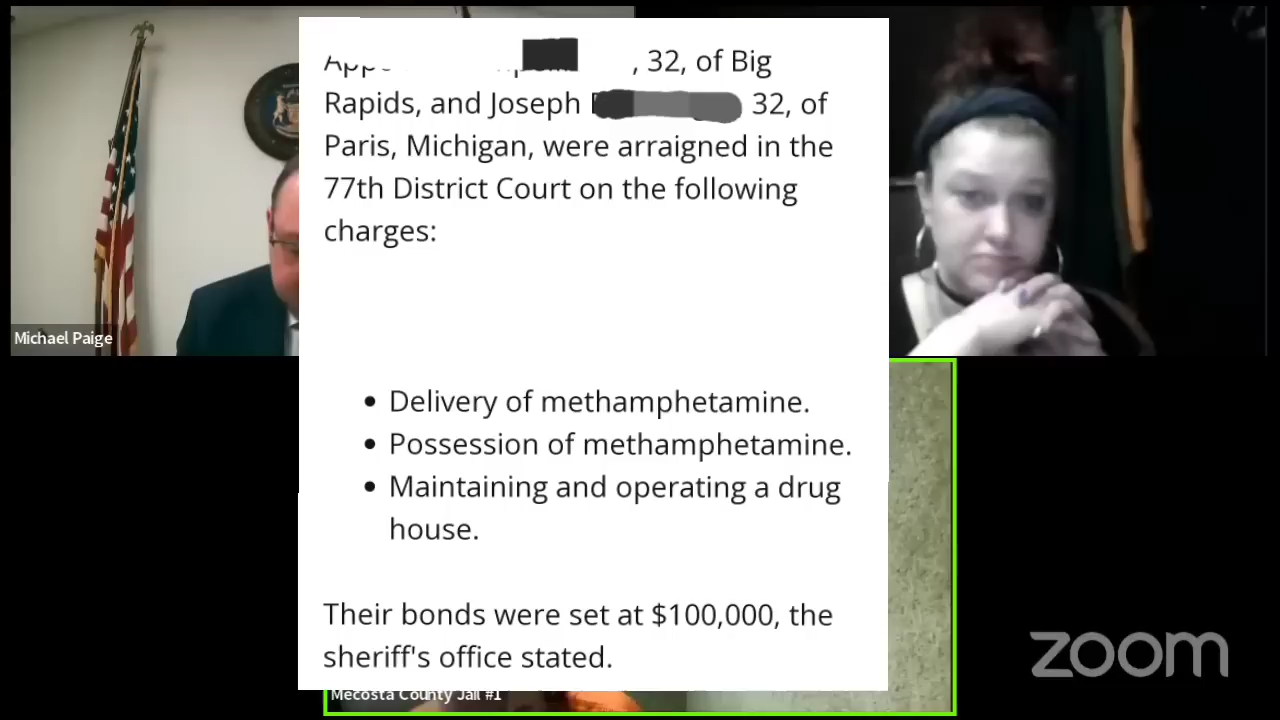 , 32, of Big
Rapids, and Joseph 32, of
Paris, Michigan, were arraigned in the
77th District Court on the following
charges:
Michael Paige
• Delivery of methamphetamine.
• Possession of methamphetamine.
• Maintaining and operating a drug
house.
Their bonds were set at $100,000, the
sheriff's office stated.
Mecosta County Jail #1
zoom